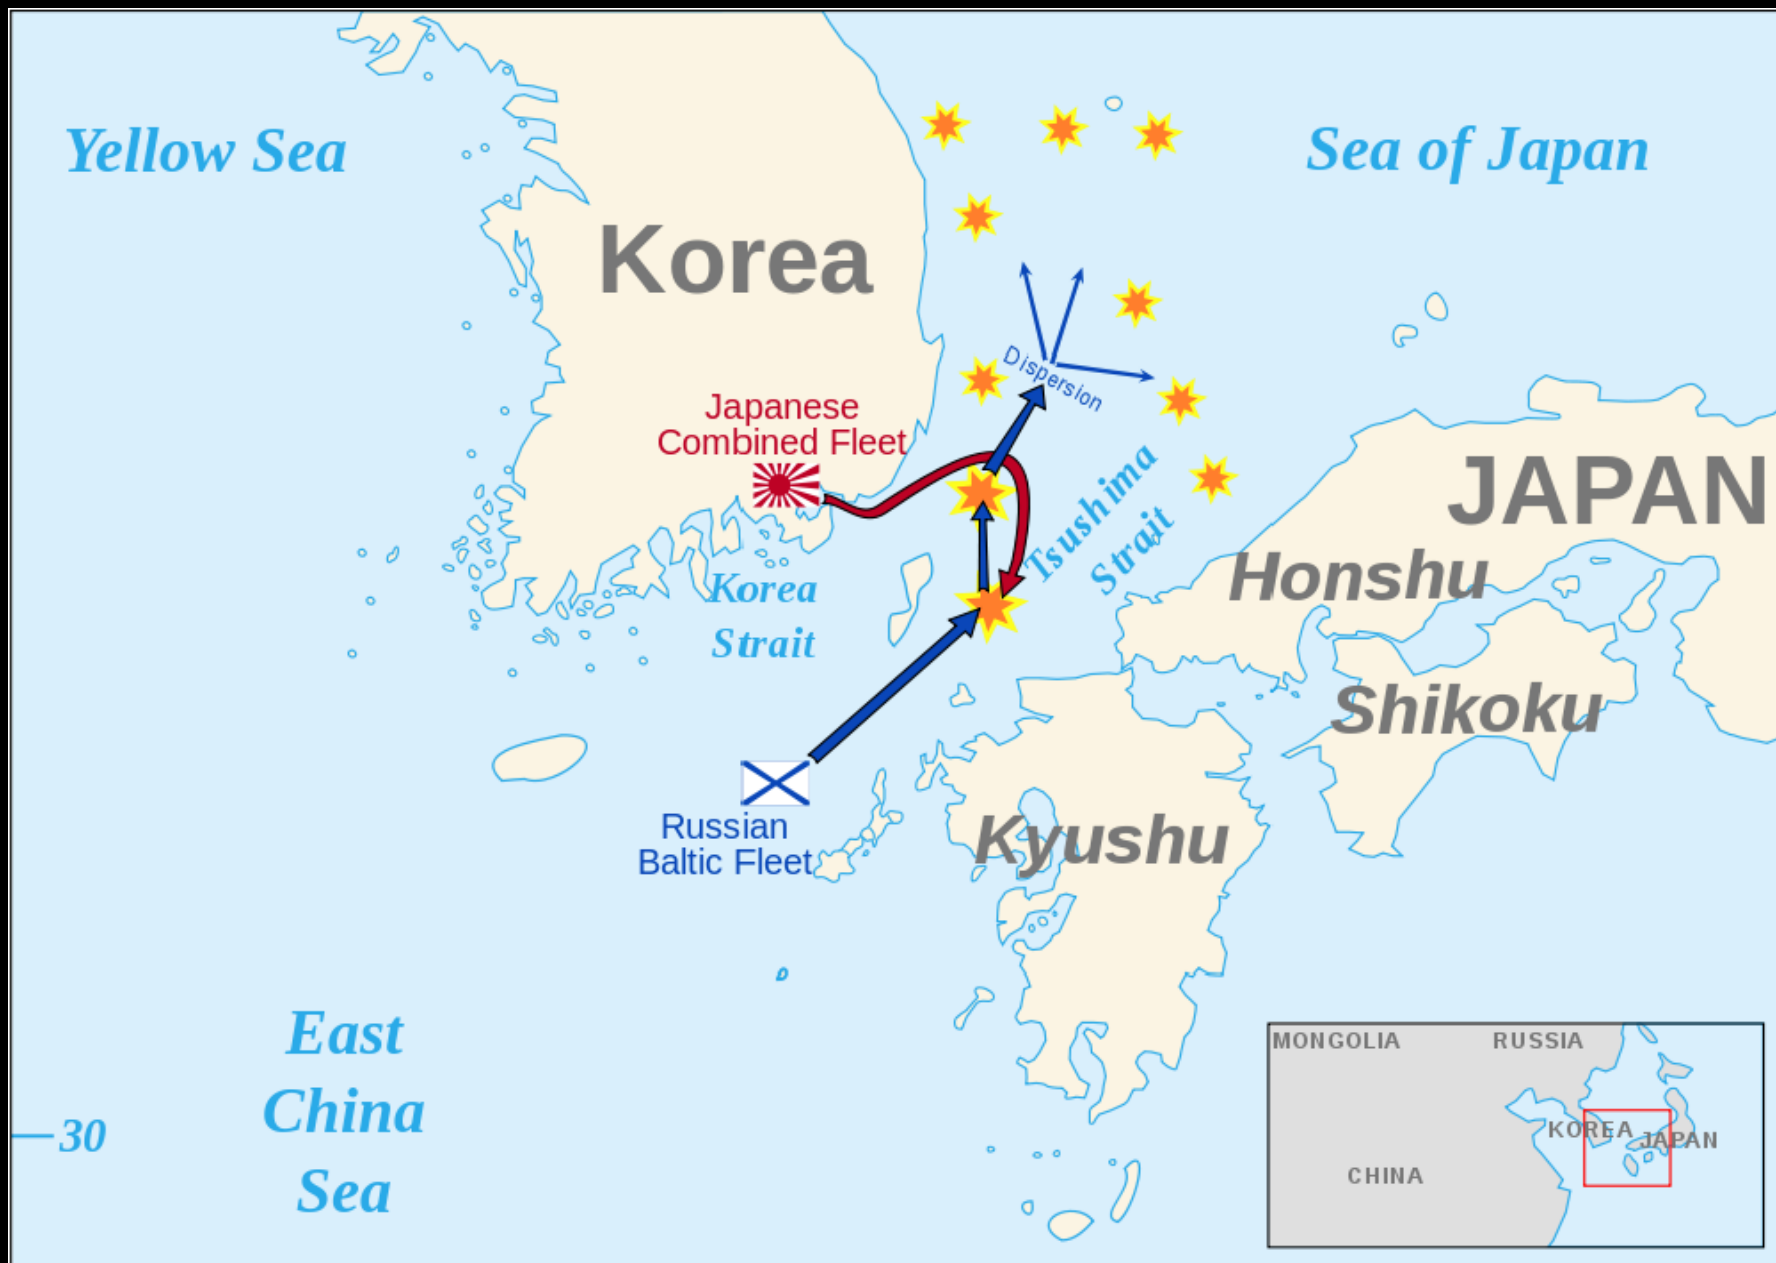 Yellow Sea
Sea of Japan
Korea
Dispersion
Japanese
Combined Fleet
Tsushima
Strait
JAPAN
Honshu
Korea
Strait
Shikoku
Russian
Baltic Fleet
Kyushu
East
China
Sea
30
MONGOLIA
RUSSIA
KOREA
JAPAN
CHINA